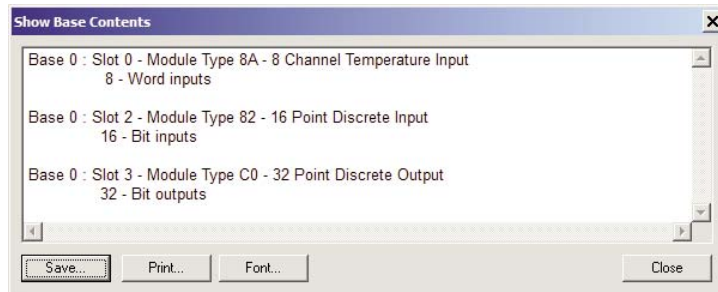 Show Base Contents
Base 0 : Slot 0 - Module Type 8A - 8 Channel Temperature Input
8 - Word inputs
Base 0 : Slot 2 - Module Type 82 - 16 Point Discrete Input
16 - Bit inputs
Base 0 : Slot 3 - Module Type C0 - 32 Point Discrete Output
32 - Bit outputs
Save... Print... Font... Close